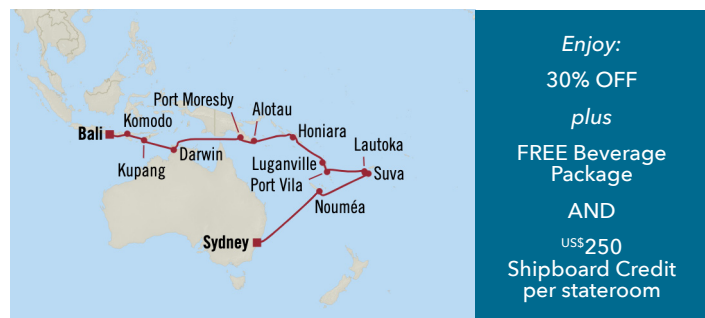 Port Moresby
Alotau
Komodo
Bali
Honiara
Lautoka
Kupang
Darwin
Luganville
Suva
Port Vila
Nouméa
Sydney
Enjoy:
30% OFF
plus
FREE Beverage
Package
AND
US$250
Shipboard Credit
per stateroom